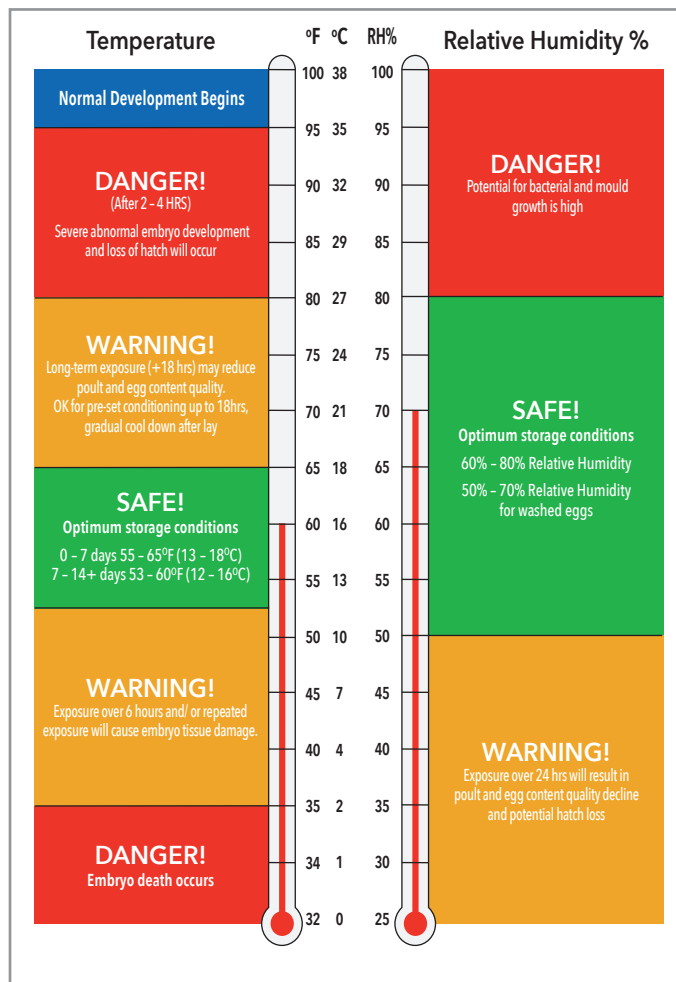 Temperature
ºF ºC RH%
Relative Humidity %
Normal Development Begins
DANGER!
(After 2 – 4 HRS)
Severe abnormal embryo development
and loss of hatch will occur
WARNING!
Long-term exposure (+18 hrs) may reduce
poult and egg content quality.
OK for pre-set conditioning up to 18hrs,
gradual cool down after lay
SAFE!
Optimum storage conditions
0 – 7 days 55 – 65ºF (13 – 18ºC)
7 – 14+ days 53 – 60ºF (12 – 16ºC)
WARNING!
Exposure over 6 hours and/ or repeated
exposure will cause embryo tissue damage.
DANGER!
Embryo death occurs
100 38 100
95 35 95
90 32 90
85 29 85
80 27 80
75 24 75
70 21 70
65 18 65
60 16 60
55 13 55
50 10 50
45 7 45
40 4 40
35 2 35
34 1 30
32 0 25
DANGER!
Potential for bacterial and mould
growth is high
SAFE!
Optimum storage conditions
60% – 80% Relative Humidity
50% – 70% Relative Humidity
for washed eggs
WARNING!
Exposure over 24 hrs will result in
poult and egg content quality decline
and potential hatch loss